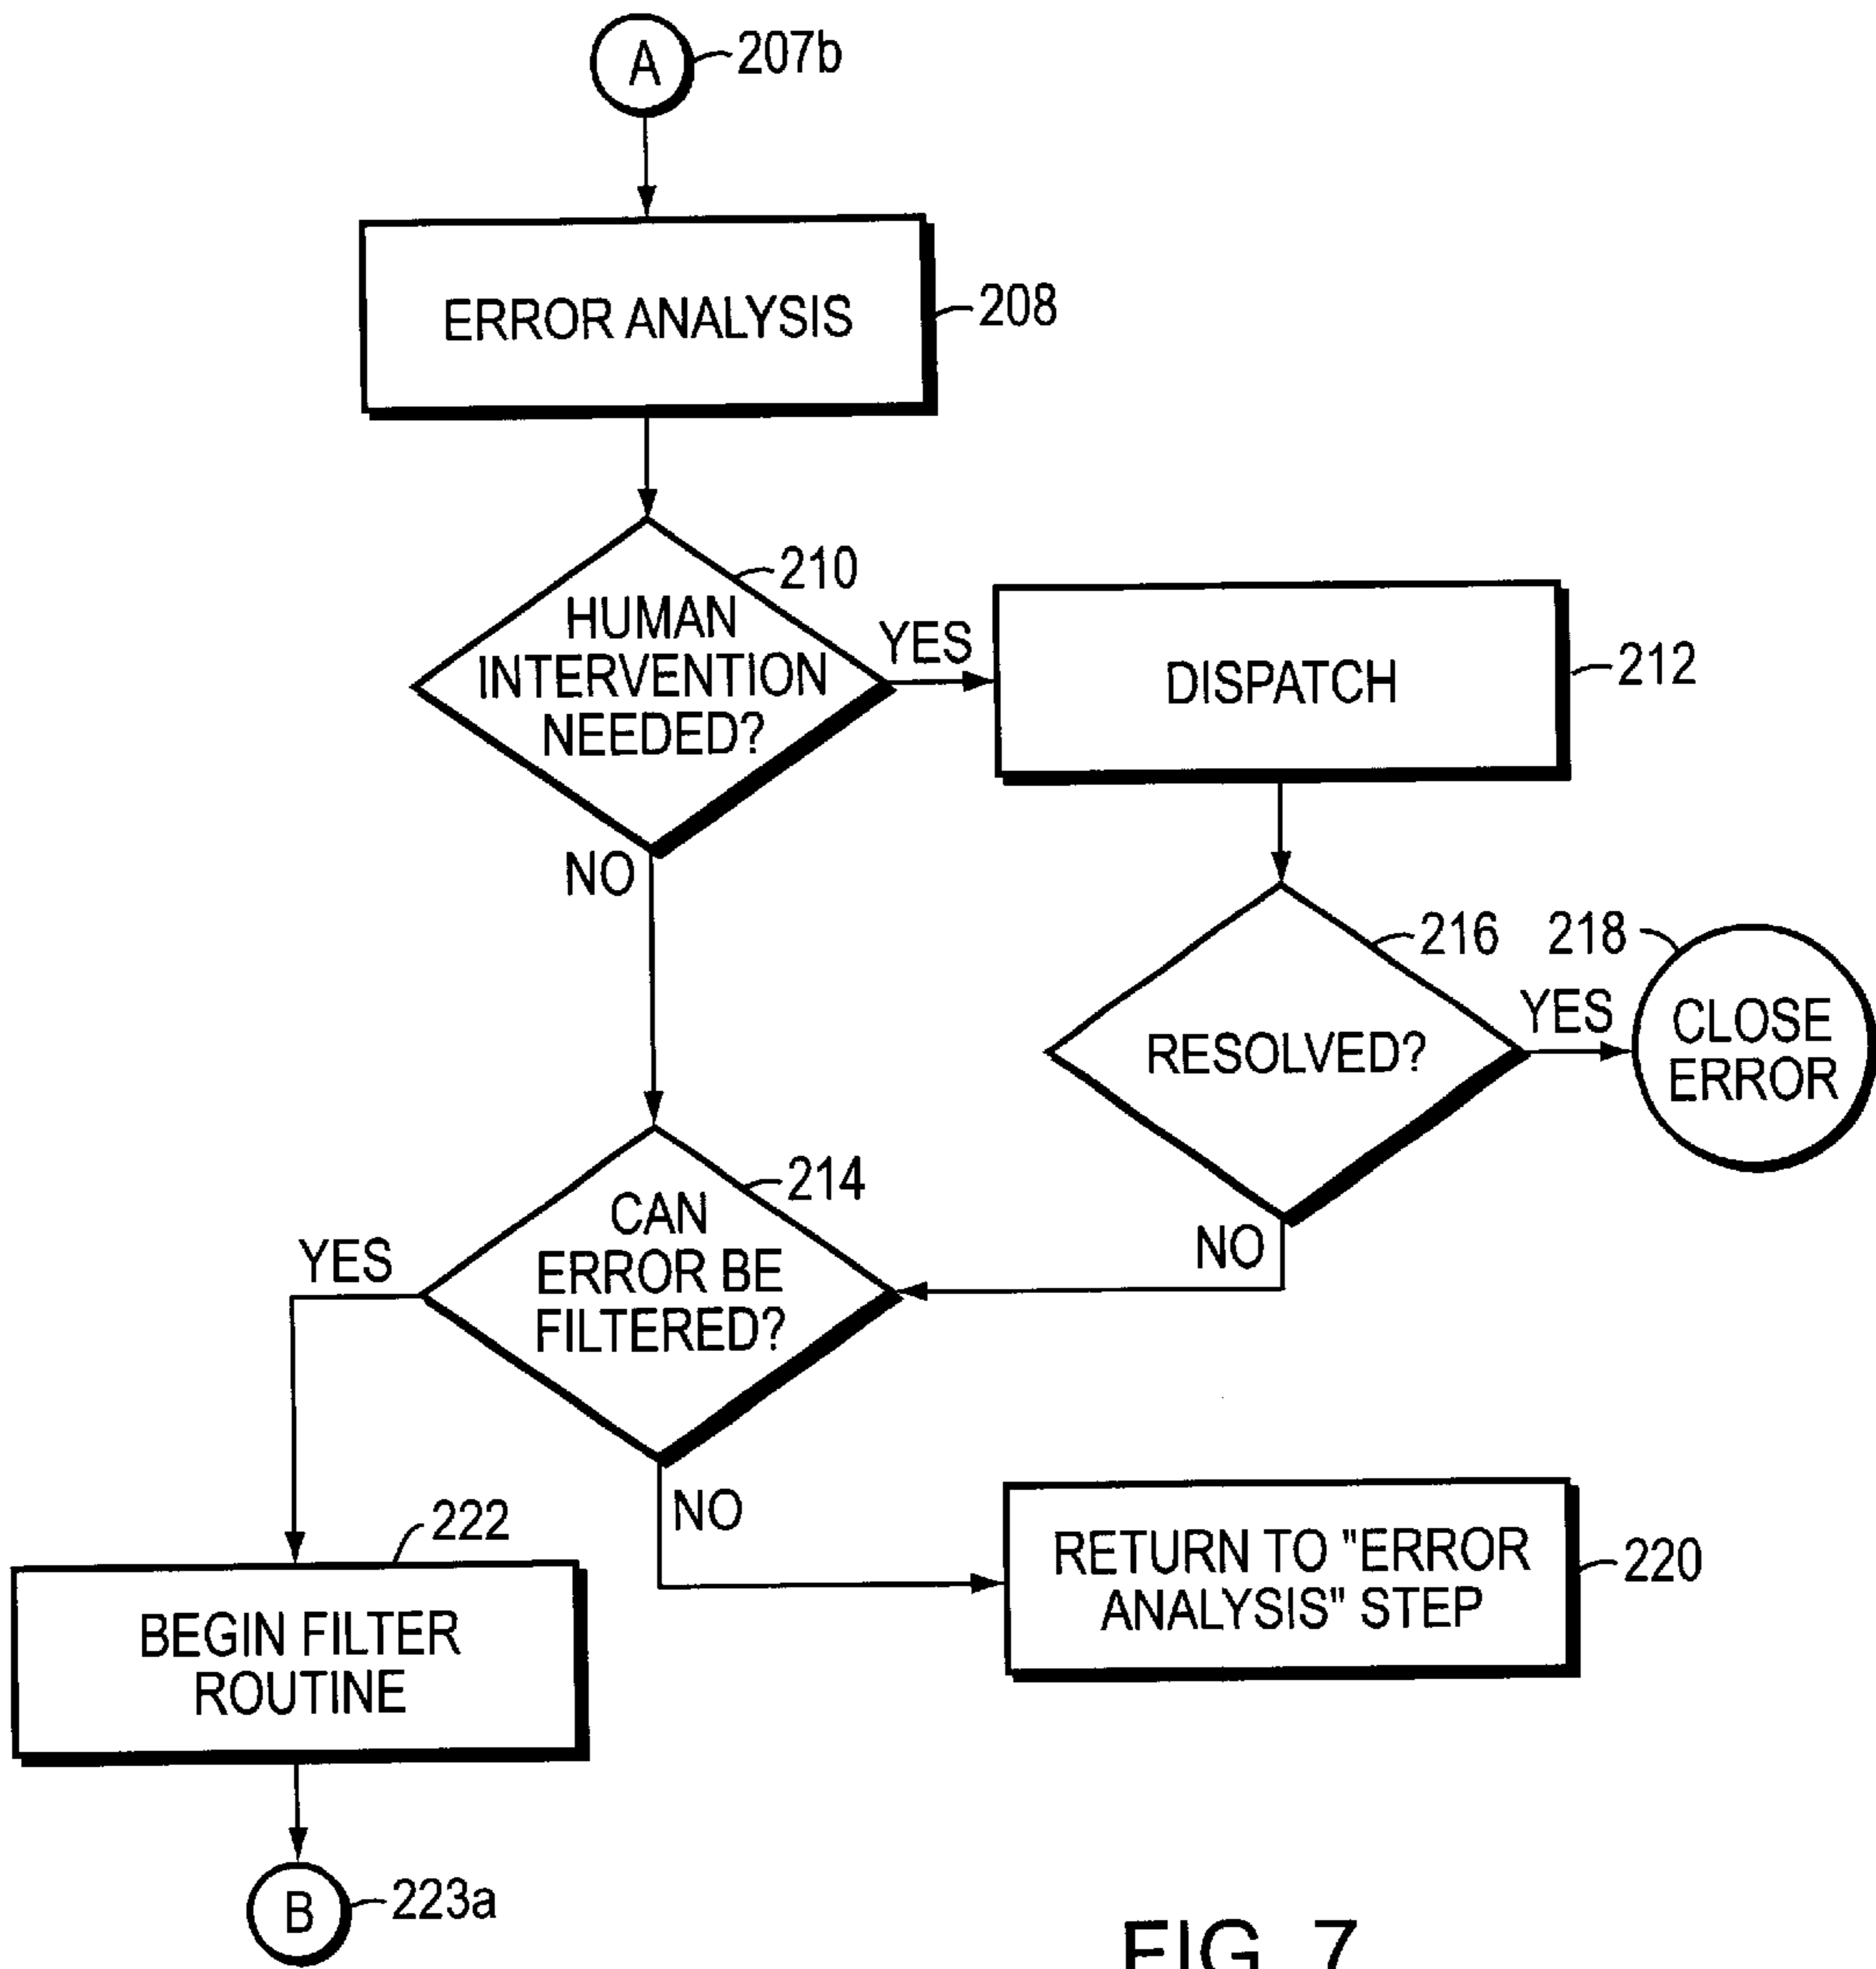 A
207b
ERROR ANALYSIS
208
210
HUMAN
INTERVENTION
NEEDED?
YES
DISPATCH
212
NO
216
218
RESOLVED?
YES
CLOSE
ERROR
214
CAN
ERROR BE
FILTERED?
YES
NO
NO
222
BEGIN FILTER
ROUTINE
RETURN TO "ERROR
ANALYSIS" STEP
220
B
223a
FIG. 7